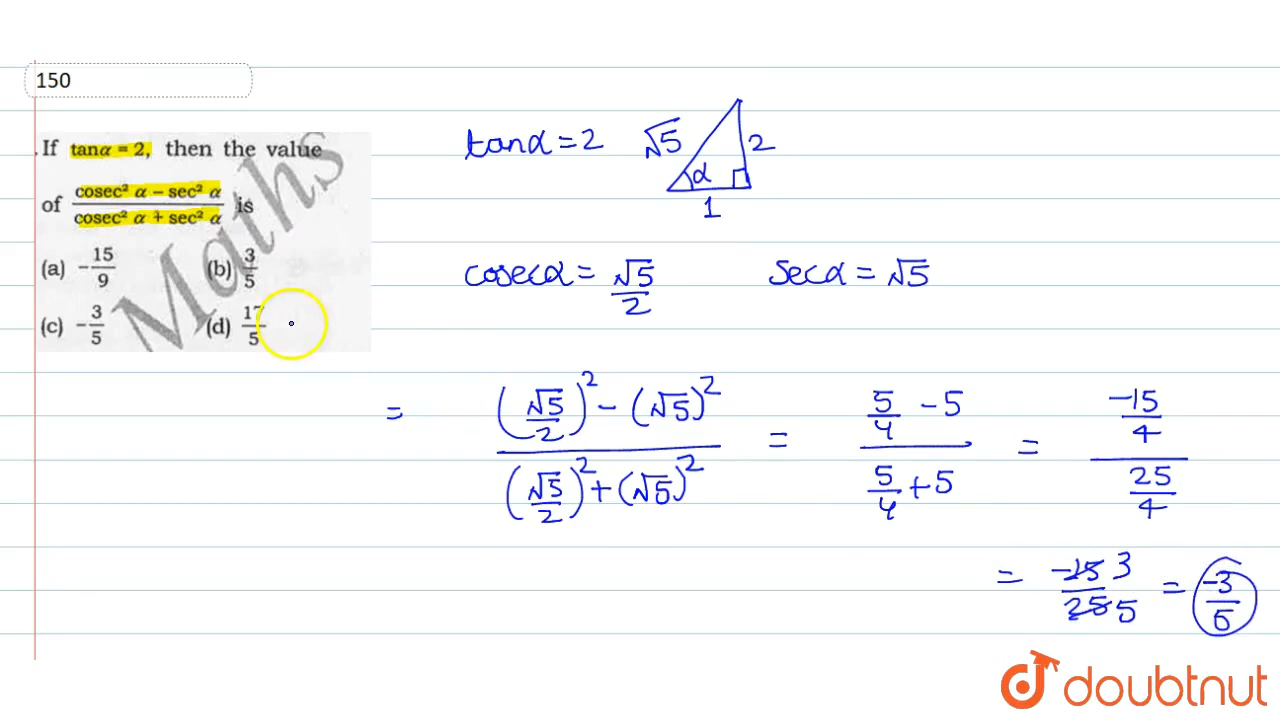 150
.If tanα = 2, then the value
of (cosec² α – sec² α)/(cosec² α + sec² α) is
(a) -15/9 (b) 3/5
(c) -3/5 (d) 17/5
Maths
tanα = 2 √5 α 2
1
cosecα = √5/2 secα = √5
= ((√5/2)² – (√5)²)/((√5/2)² + (√5)²) = (5/4 – 5)/(5/4 + 5) = (-15/4)/(25/4)
= -15/25 3/5 = -3/5
doubtnut